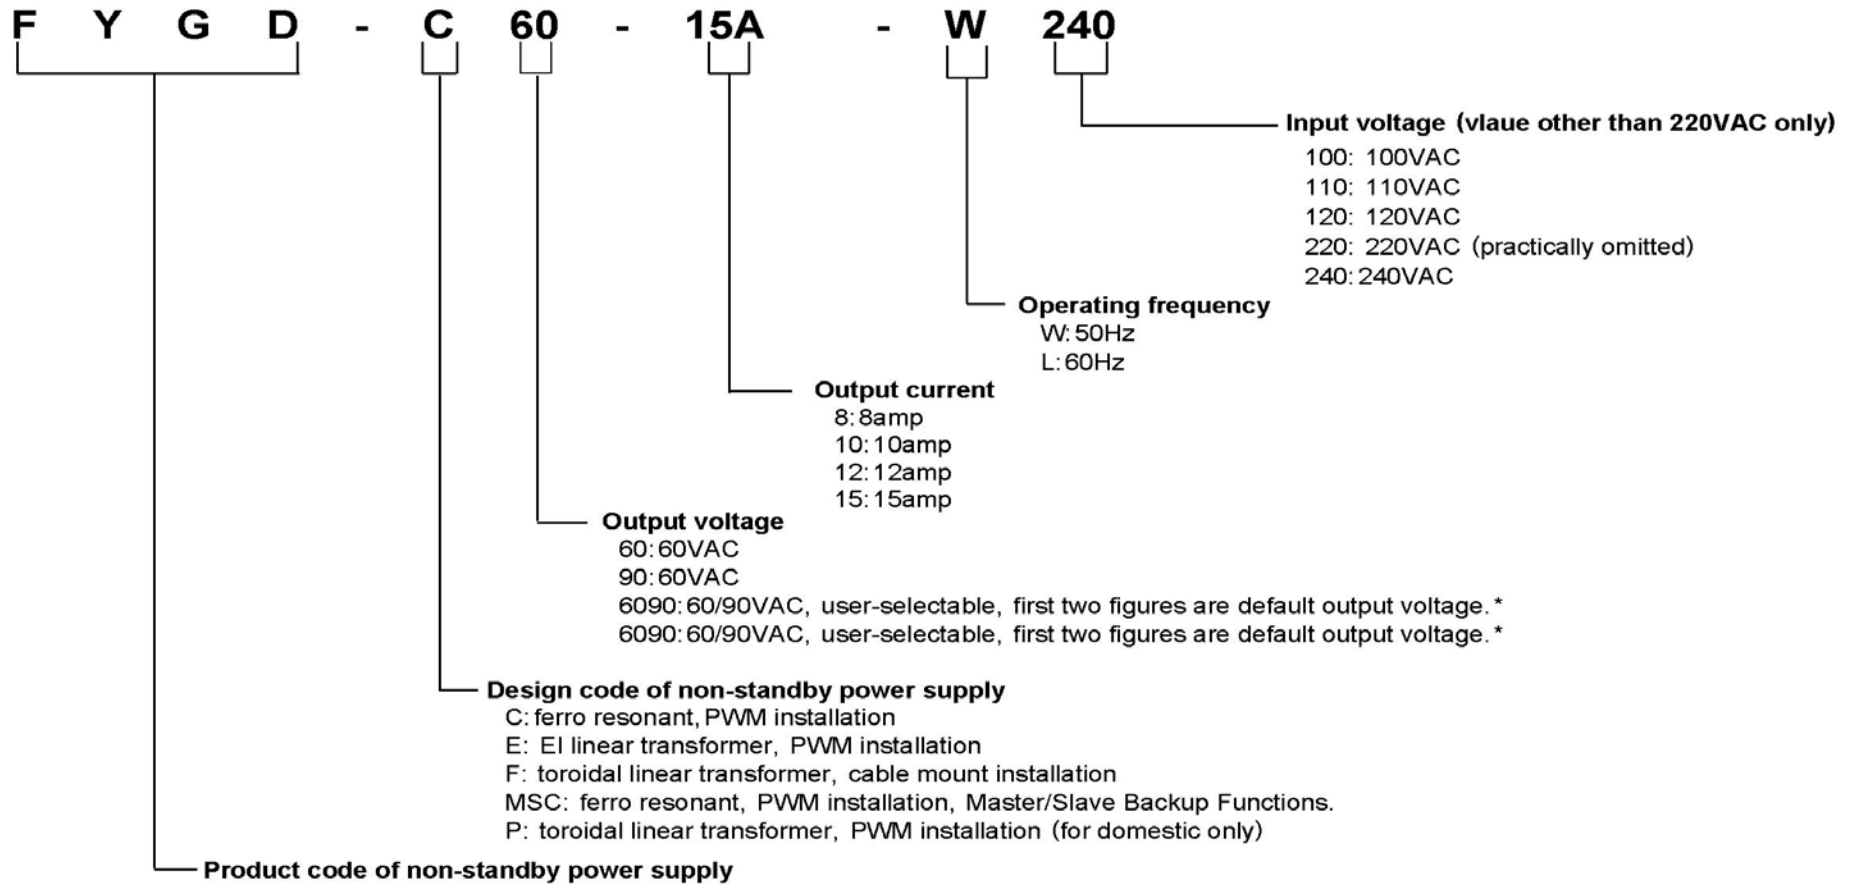 F Y G D - C 60 - 15A - W 240
Input voltage (vlaue other than 220VAC only)
100: 100VAC
110: 110VAC
120: 120VAC
220: 220VAC (practically omitted)
240:240VAC
Operating frequency
W:50Hz
L:60Hz
Output current
8:8amp
10:10amp
12:12amp
15:15amp
Output voltage
60:60VAC
90:60VAC
6090:60/90VAC, user-selectable, first two figures are default output voltage.*
6090:60/90VAC, user-selectable, first two figures are default output voltage.*
Design code of non-standby power supply
C:ferro resonant,PWM installation
E: EI linear transformer, PWM installation
F: toroidal linear transformer, cable mount installation
MSC: ferro resonant, PWM installation, Master/Slave Backup Functions.
P: toroidal linear transformer, PWM installation (for domestic only)
Product code of non-standby power supply